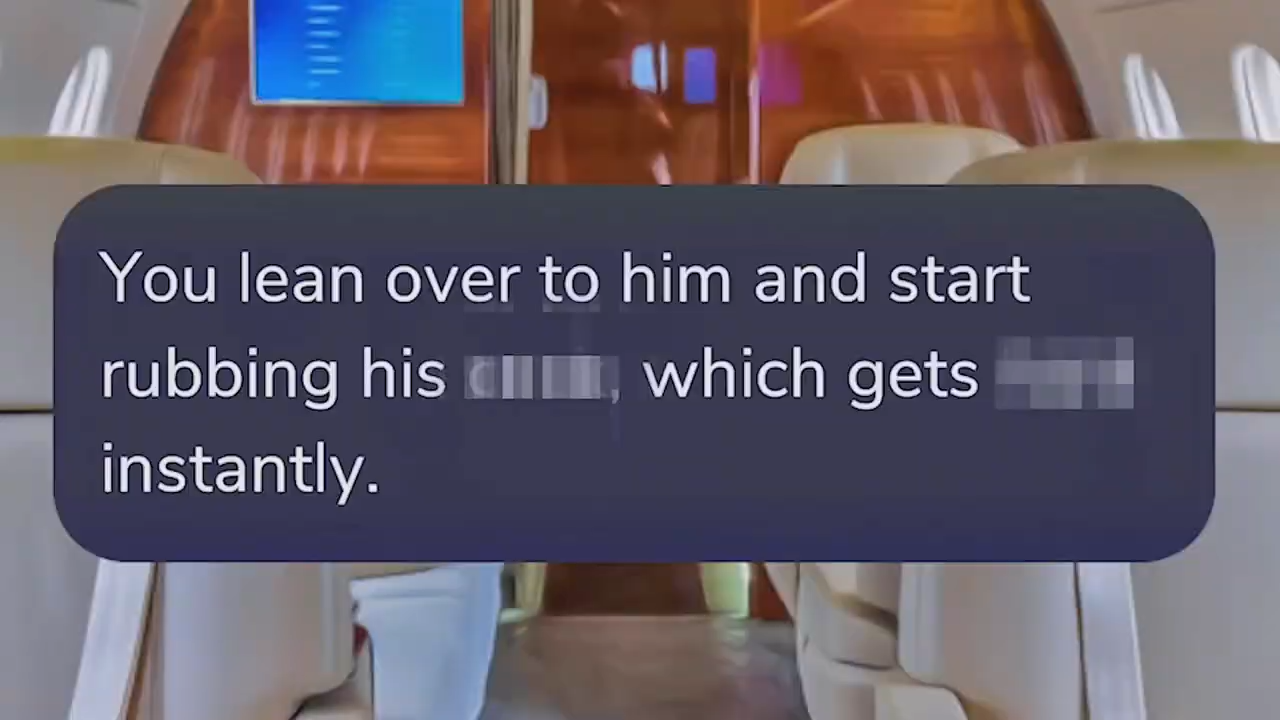 You lean over to him and start
rubbing his , which gets
instantly.